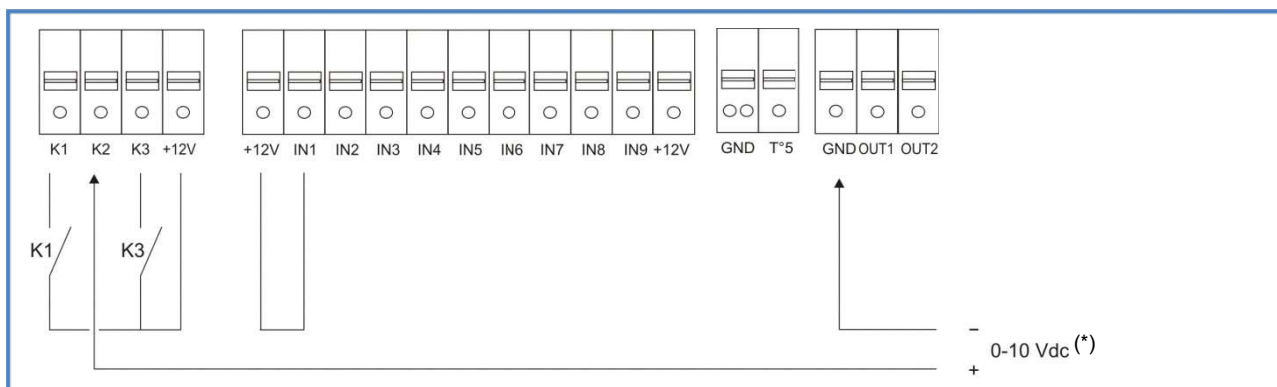 K1 K2 K3 +12V
+12V IN1 IN2 IN3 IN4 IN5 IN6 IN7 IN8 IN9 +12V
GND T°5
GND OUT1 OUT2
K1
K3
−
0-10 Vdc (*)
+